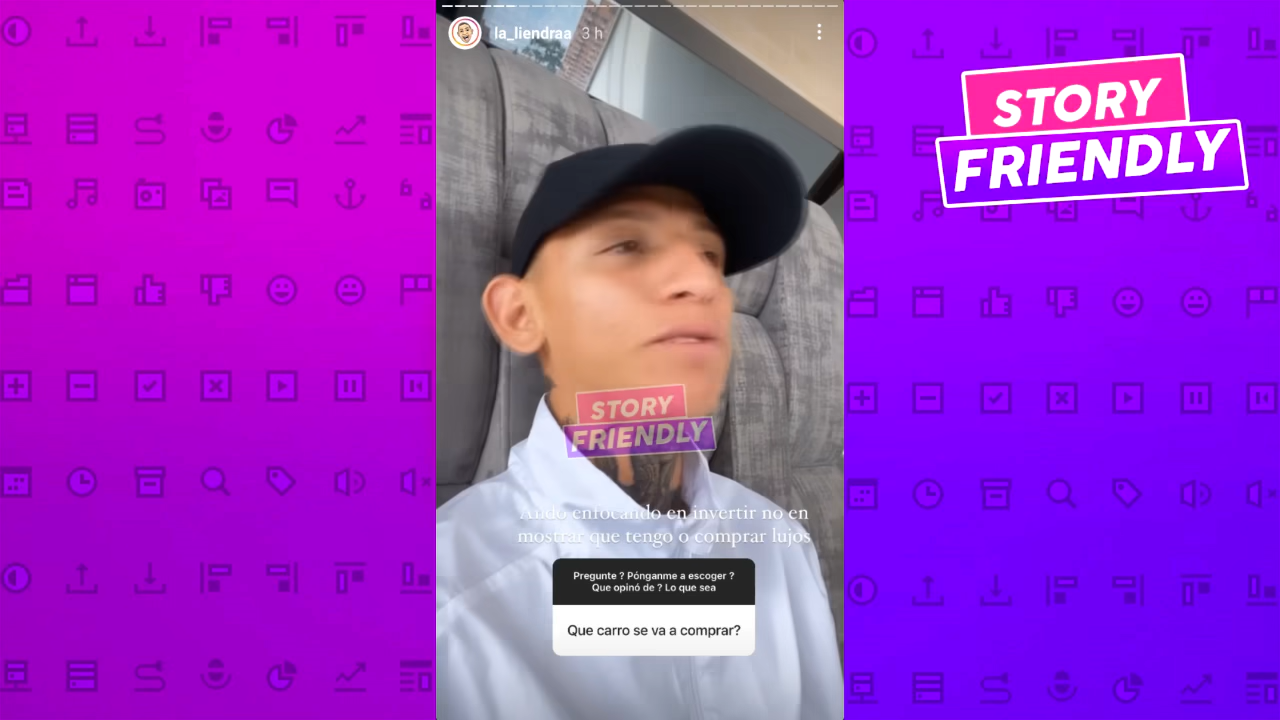 la_liendraa 3 h
STORY
FRIENDLY
STORY
FRIENDLY
Ando enfocando en invertir no en
mostrar que tengo o comprar lujos
Pregunte ? Pónganme a escoger ?
Que opinó de ? Lo que sea
Que carro se va a comprar?